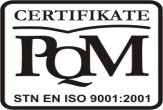 CERTIFIKATE
PQM
STN EN ISO 9001:2001